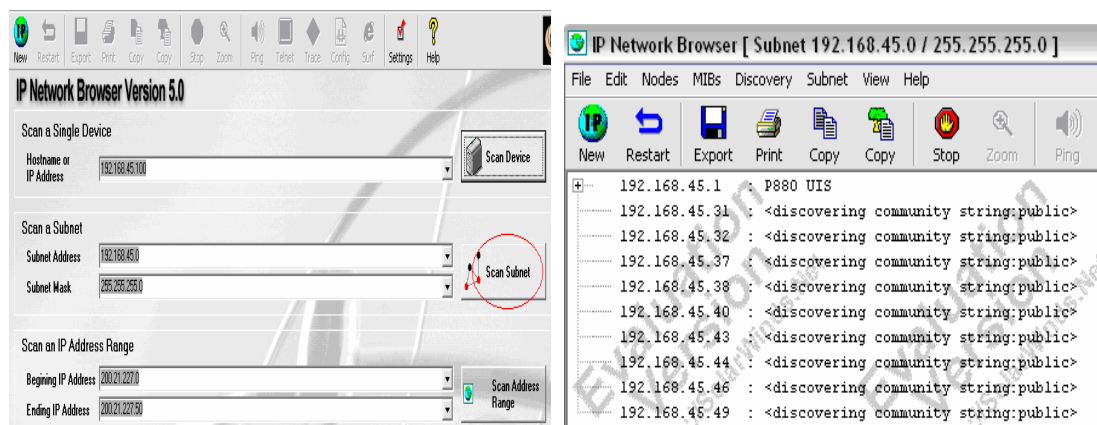 New Restart Export Print Copy Copy Stop Zoom Ping Telnet Trace Config Surf Settings Help
IP Network Browser Version 5.0
Scan a Single Device
Hostname or
IP Address
192.168.45.100
Scan Device
Scan a Subnet
Subnet Address
192.168.45.0
Subnet Mask
255.255.255.0
Scan Subnet
Scan an IP Address Range
Begining IP Address
200.21.227.0
Ending IP Address
200.21.227.50
Scan Address
Range
IP Network Browser [ Subnet 192.168.45.0 / 255.255.255.0 ]
File Edit Nodes MIBs Discovery Subnet View Help
IP
New Restart Export Print Copy Copy Stop Zoom Ping
192.168.45.1 : P880 UIS
192.168.45.31 : <discovering community string:public>
192.168.45.32 : <discovering community string:public>
192.168.45.37 : <discovering community string:public>
192.168.45.38 : <discovering community string:public>
192.168.45.40 : <discovering community string:public>
192.168.45.43 : <discovering community string:public>
192.168.45.44 : <discovering community string:public>
192.168.45.46 : <discovering community string:public>
192.168.45.49 : <discovering community string:public>
Evaluation
Version
Evaluation
Version